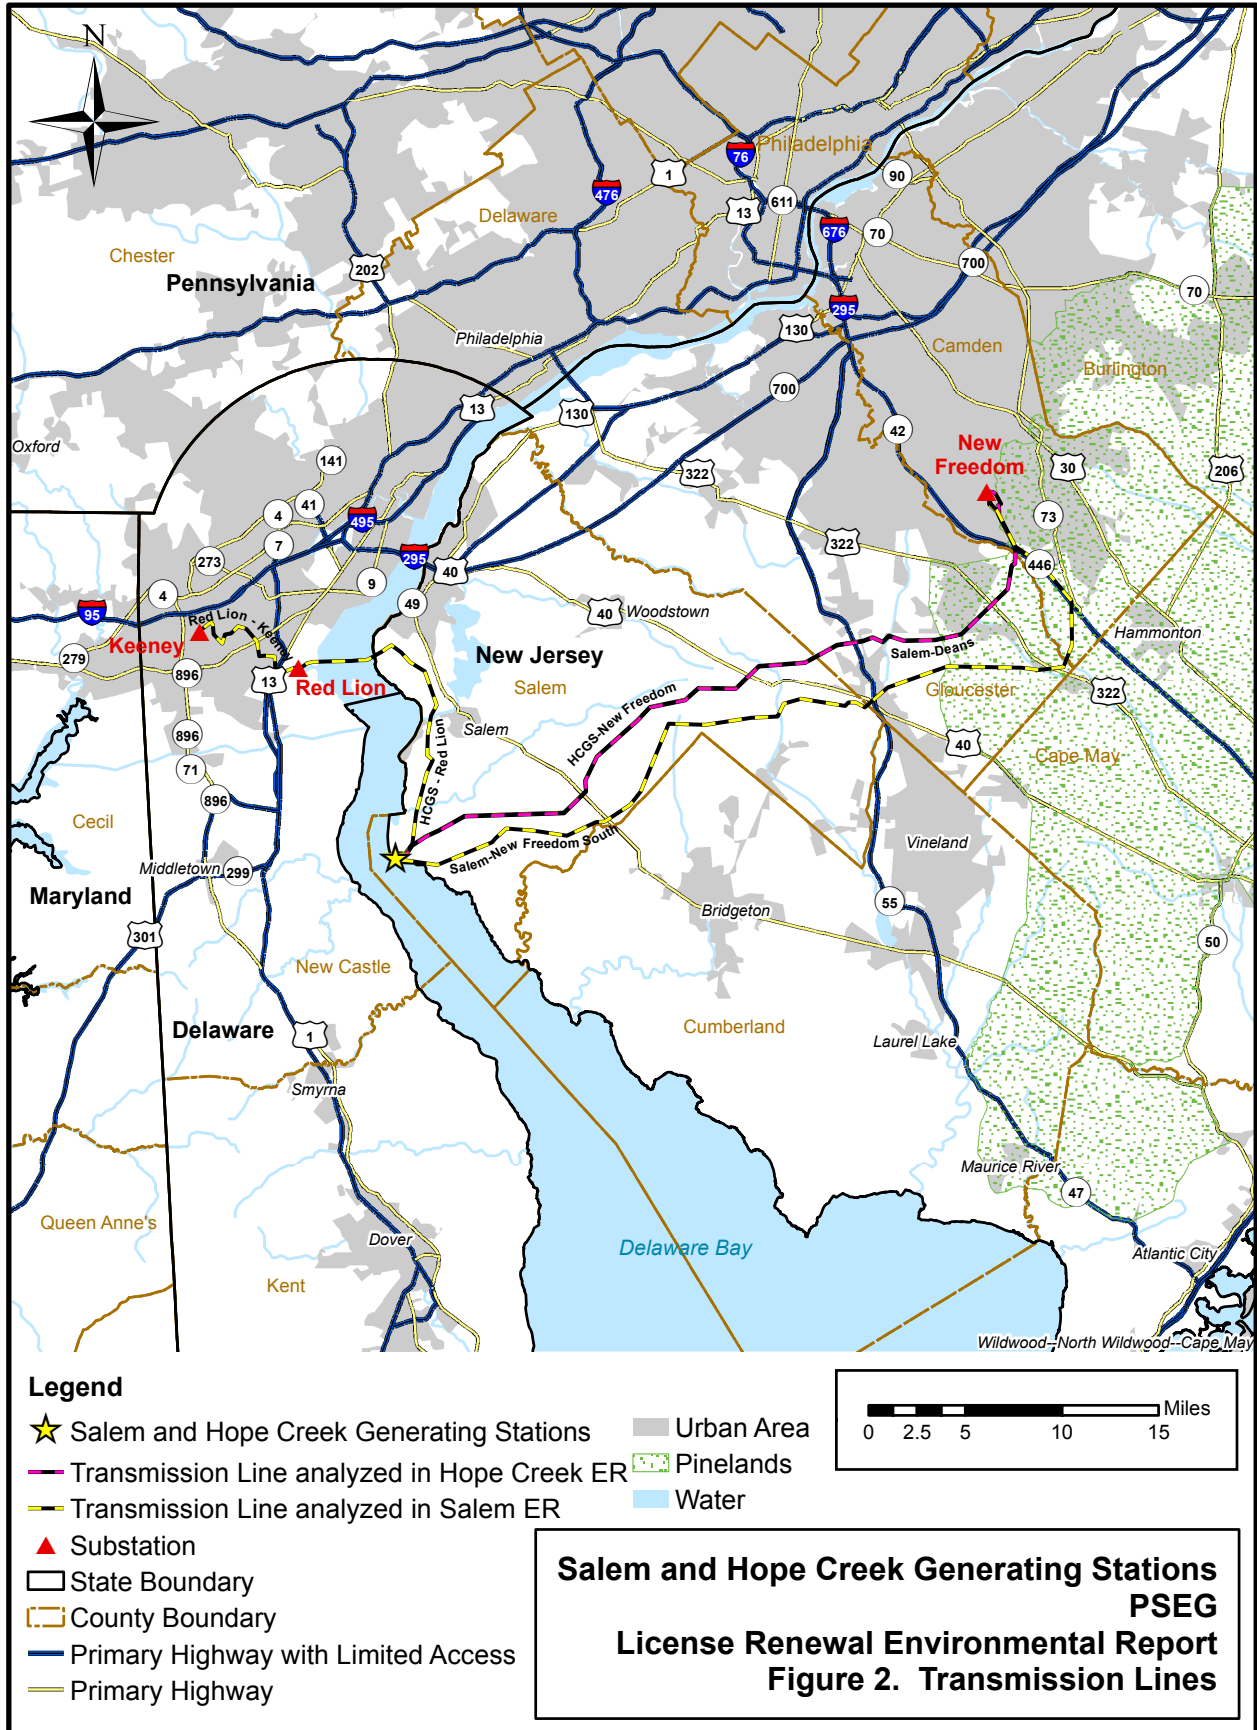 N
Philadelphia
76
1
476
13
611
90
Delaware
676
70
Chester
202
Pennsylvania
700
70
295
130
Philadelphia
Camden
Burlington
700
13
130
42
Oxford
New
Freedom
141
322
30
206
41
4
495
73
7
322
273
295
40
446
9
4
49
95
40
Woodstown
Red Lion - Keeney
Hammonton
Keeney
279
New Jersey
Salem-Deans
896
13
Red Lion
Salem
Gloucester
322
HCGS-New Freedom
896
Salem
40
HCGS - Red Lion
71
Cape May
896
Cecil
Vineland
Salem-New Freedom South
Middletown
299
Maryland
55
Bridgeton
301
50
New Castle
Cumberland
Delaware
1
Laurel Lake
Smyrna
Maurice River
47
Queen Anne's
Dover
Delaware Bay
Atlantic City
Kent
Wildwood--North Wildwood--Cape May
Legend
Salem and Hope Creek Generating Stations
Transmission Line analyzed in Hope Creek ER
Transmission Line analyzed in Salem ER
Substation
State Boundary
County Boundary
Primary Highway with Limited Access
Primary Highway
Urban Area
Pinelands
Water
Miles
0 2.5 5 10 15
Salem and Hope Creek Generating Stations
PSEG
License Renewal Environmental Report
Figure 2. Transmission Lines